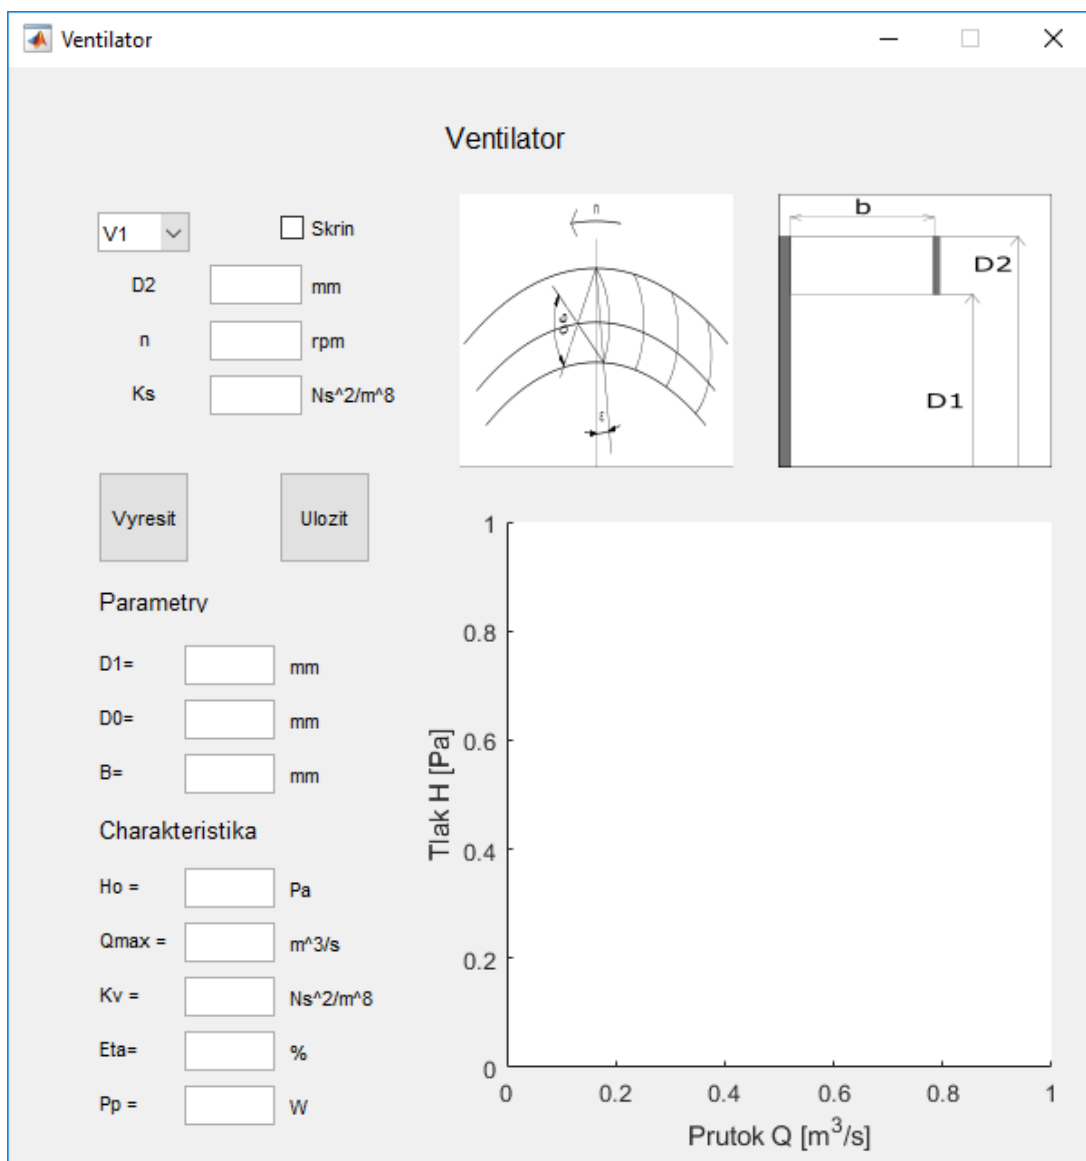 Ventilator
Ventilator
V1
Skrin
D2 mm
n rpm
Ks Ns^2/m^8
n
ε
b
D2
D1
Vyresit
Ulozit
Parametry
D1= mm
D0= mm
B= mm
Charakteristika
Ho = Pa
Qmax = m^3/s
Kv = Ns^2/m^8
Eta= %
Pp = W
Tlak H [Pa]
1
0.8
0.6
0.4
0.2
0
0 0.2 0.4 0.6 0.8 1
Prutok Q [m^3/s]